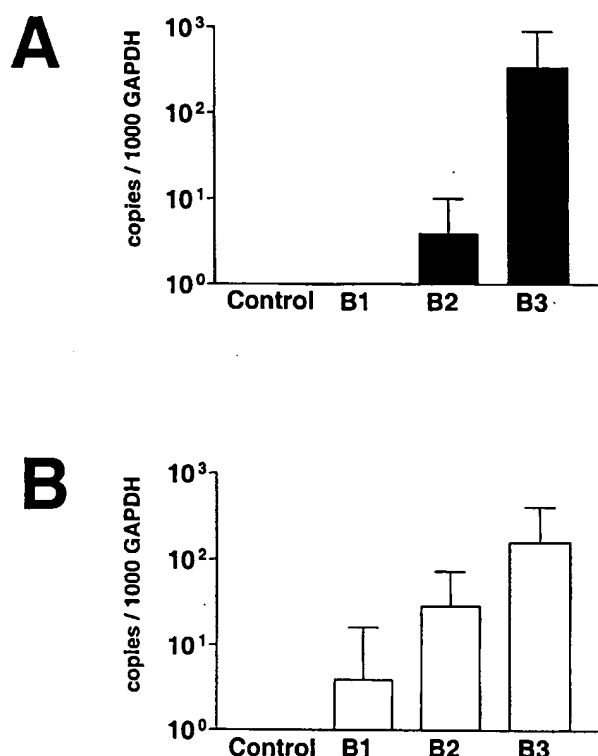 A
copies / 1000 GAPDH
10³
10²
10¹
10⁰
Control B1 B2 B3
B
copies / 1000 GAPDH
10³
10²
10¹
10⁰
Control B1 B2 B3